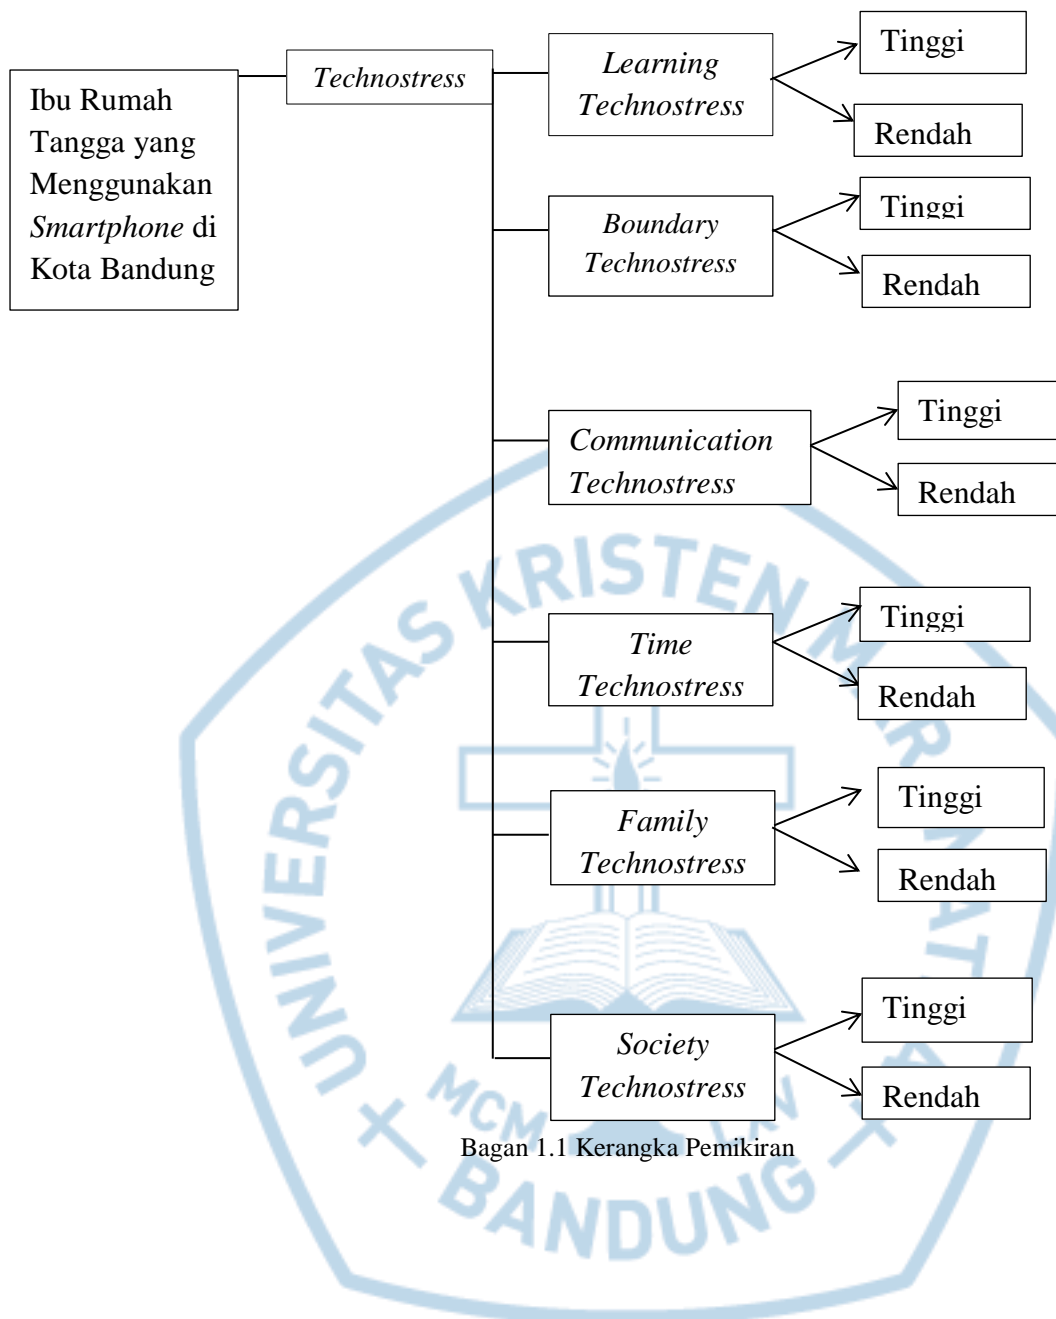 Ibu Rumah
Tangga yang
Menggunakan
Smartphone di
Kota Bandung
Technostress
Learning
Technostress
Tinggi
Rendah
Boundary
Technostress
Tinggi
Rendah
Communication
Technostress
Tinggi
Rendah
Time
Technostress
Tinggi
Rendah
Family
Technostress
Tinggi
Rendah
Society
Technostress
Tinggi
Rendah
Bagan 1.1 Kerangka Pemikiran
UNIVERSITAS KRISTEN
MCM LXV
BANDUNG